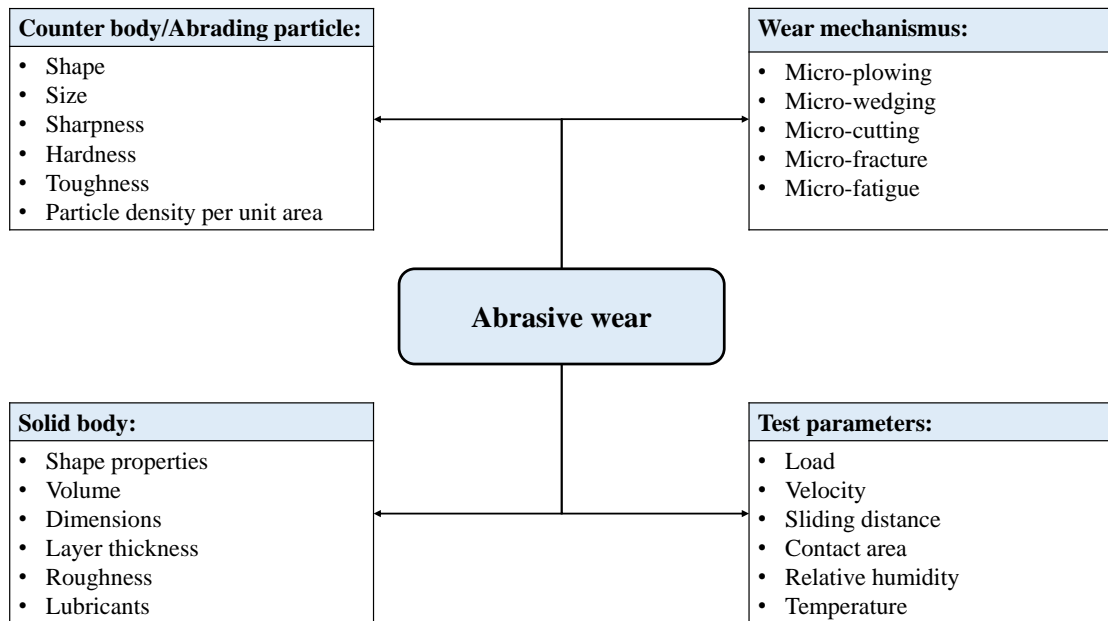 Counter body/Abrading particle:
• Shape
• Size
• Sharpness
• Hardness
• Toughness
• Particle density per unit area
Wear mechanismus:
• Micro-plowing
• Micro-wedging
• Micro-cutting
• Micro-fracture
• Micro-fatigue
Abrasive wear
Solid body:
• Shape properties
• Volume
• Dimensions
• Layer thickness
• Roughness
• Lubricants
Test parameters:
• Load
• Velocity
• Sliding distance
• Contact area
• Relative humidity
• Temperature